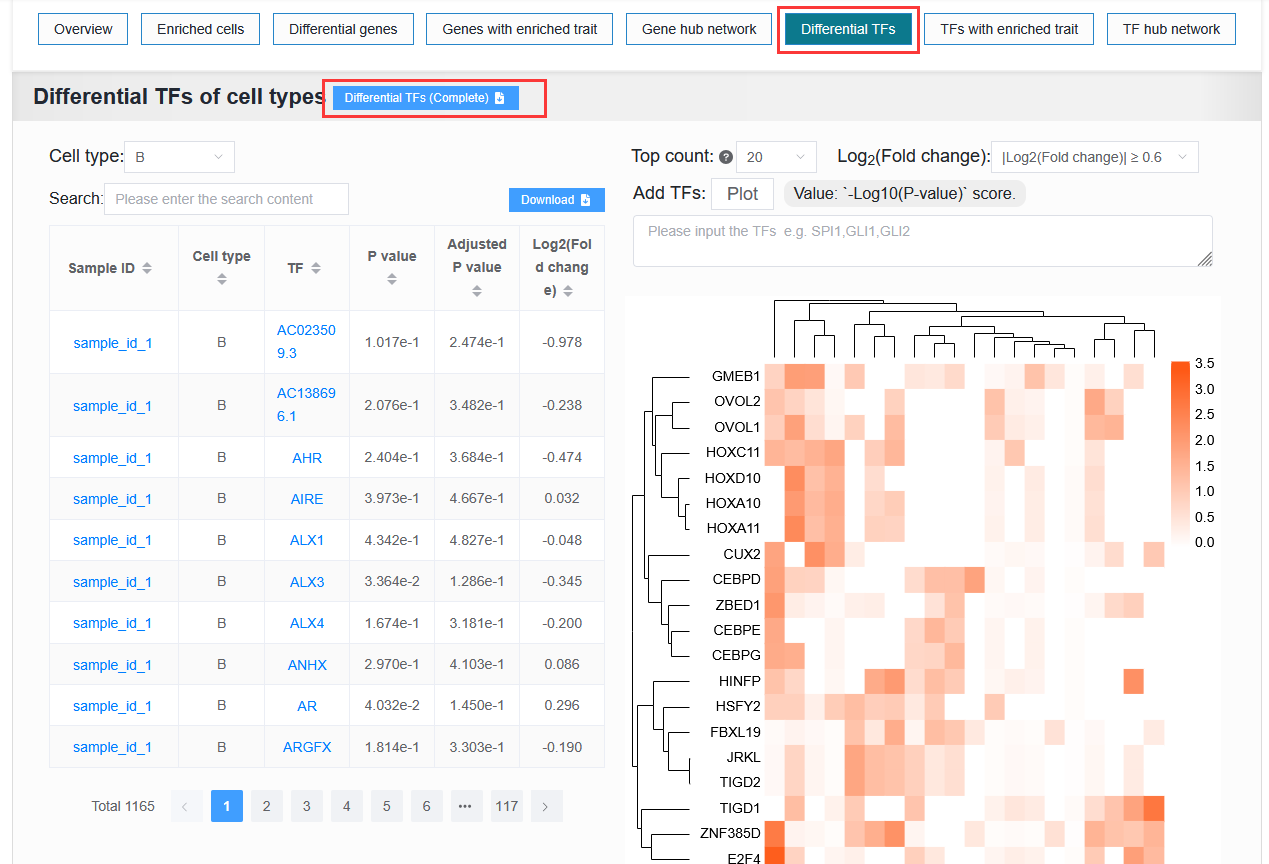 Overview Enriched cells Differential genes Genes with enriched trait Gene hub network Differential TFs TFs with enriched trait TF hub network
Differential TFs of cell types Differential TFs (Complete)
Cell type: B
Search: Please enter the search content Download
Sample ID Cell type TF P value Adjusted P value Log2(Fol
d chang
e)
sample_id_1 B AC02350
9.3 1.017e-1 2.474e-1 -0.978
sample_id_1 B AC13869
6.1 2.076e-1 3.482e-1 -0.238
sample_id_1 B AHR 2.404e-1 3.684e-1 -0.474
sample_id_1 B AIRE 3.973e-1 4.667e-1 0.032
sample_id_1 B ALX1 4.342e-1 4.827e-1 -0.048
sample_id_1 B ALX3 3.364e-2 1.286e-1 -0.345
sample_id_1 B ALX4 1.674e-1 3.181e-1 -0.200
sample_id_1 B ANHX 2.970e-1 4.103e-1 0.086
sample_id_1 B AR 4.032e-2 1.450e-1 0.296
sample_id_1 B ARGFX 1.814e-1 3.303e-1 -0.190
Total 1165 1 2 3 4 5 6 ••• 117
Top count: ? 20 Log2(Fold change): |Log2(Fold change)| ≥ 0.6
Add TFs: Plot Value: `-Log10(P-value)` score.
Please input the TFs e.g. SPI1,GLI1,GLI2
GMEB1
OVOL2
OVOL1
HOXC11
HOXD10
HOXA10
HOXA11
CUX2
CEBPD
ZBED1
CEBPE
CEBPG
HINFP
HSFY2
FBXL19
JRKL
TIGD2
TIGD1
ZNF385D
E2F4
3.5
3.0
2.5
2.0
1.5
1.0
0.5
0.0